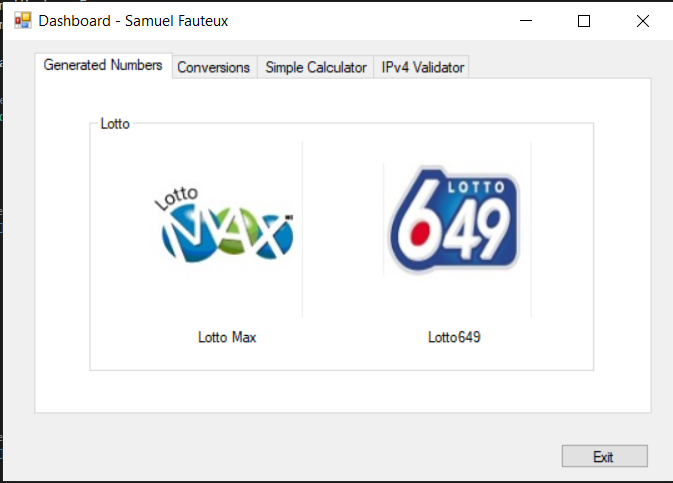 Dashboard - Samuel Fauteux
Generated Numbers Conversions Simple Calculator IPv4 Validator
Lotto
Lotto
MAX
LOTTO
649
Lotto Max
Lotto649
Exit